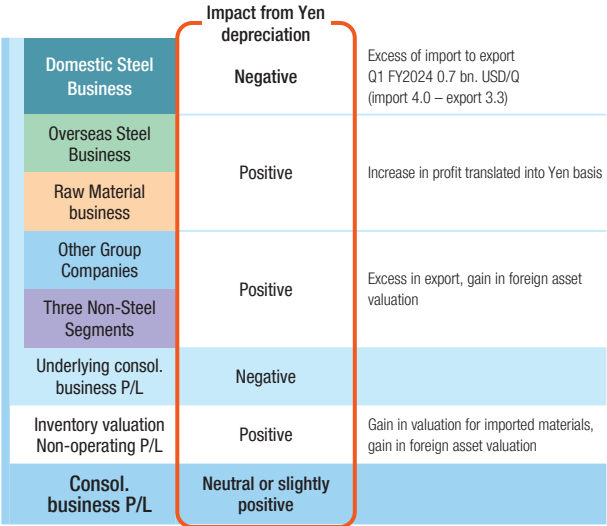 Impact from Yen
depreciation
Domestic Steel
Business
Negative
Excess of import to export
Q1 FY2024 0.7 bn. USD/Q
(import 4.0 – export 3.3)
Overseas Steel
Business
Raw Material
business
Positive
Increase in profit translated into Yen basis
Other Group
Companies
Three Non-Steel
Segments
Positive
Excess in export, gain in foreign asset
valuation
Underlying consol.
business P/L
Negative
Inventory valuation
Non-operating P/L
Positive
Gain in valuation for imported materials,
gain in foreign asset valuation
Consol.
business P/L
Neutral or slightly
positive